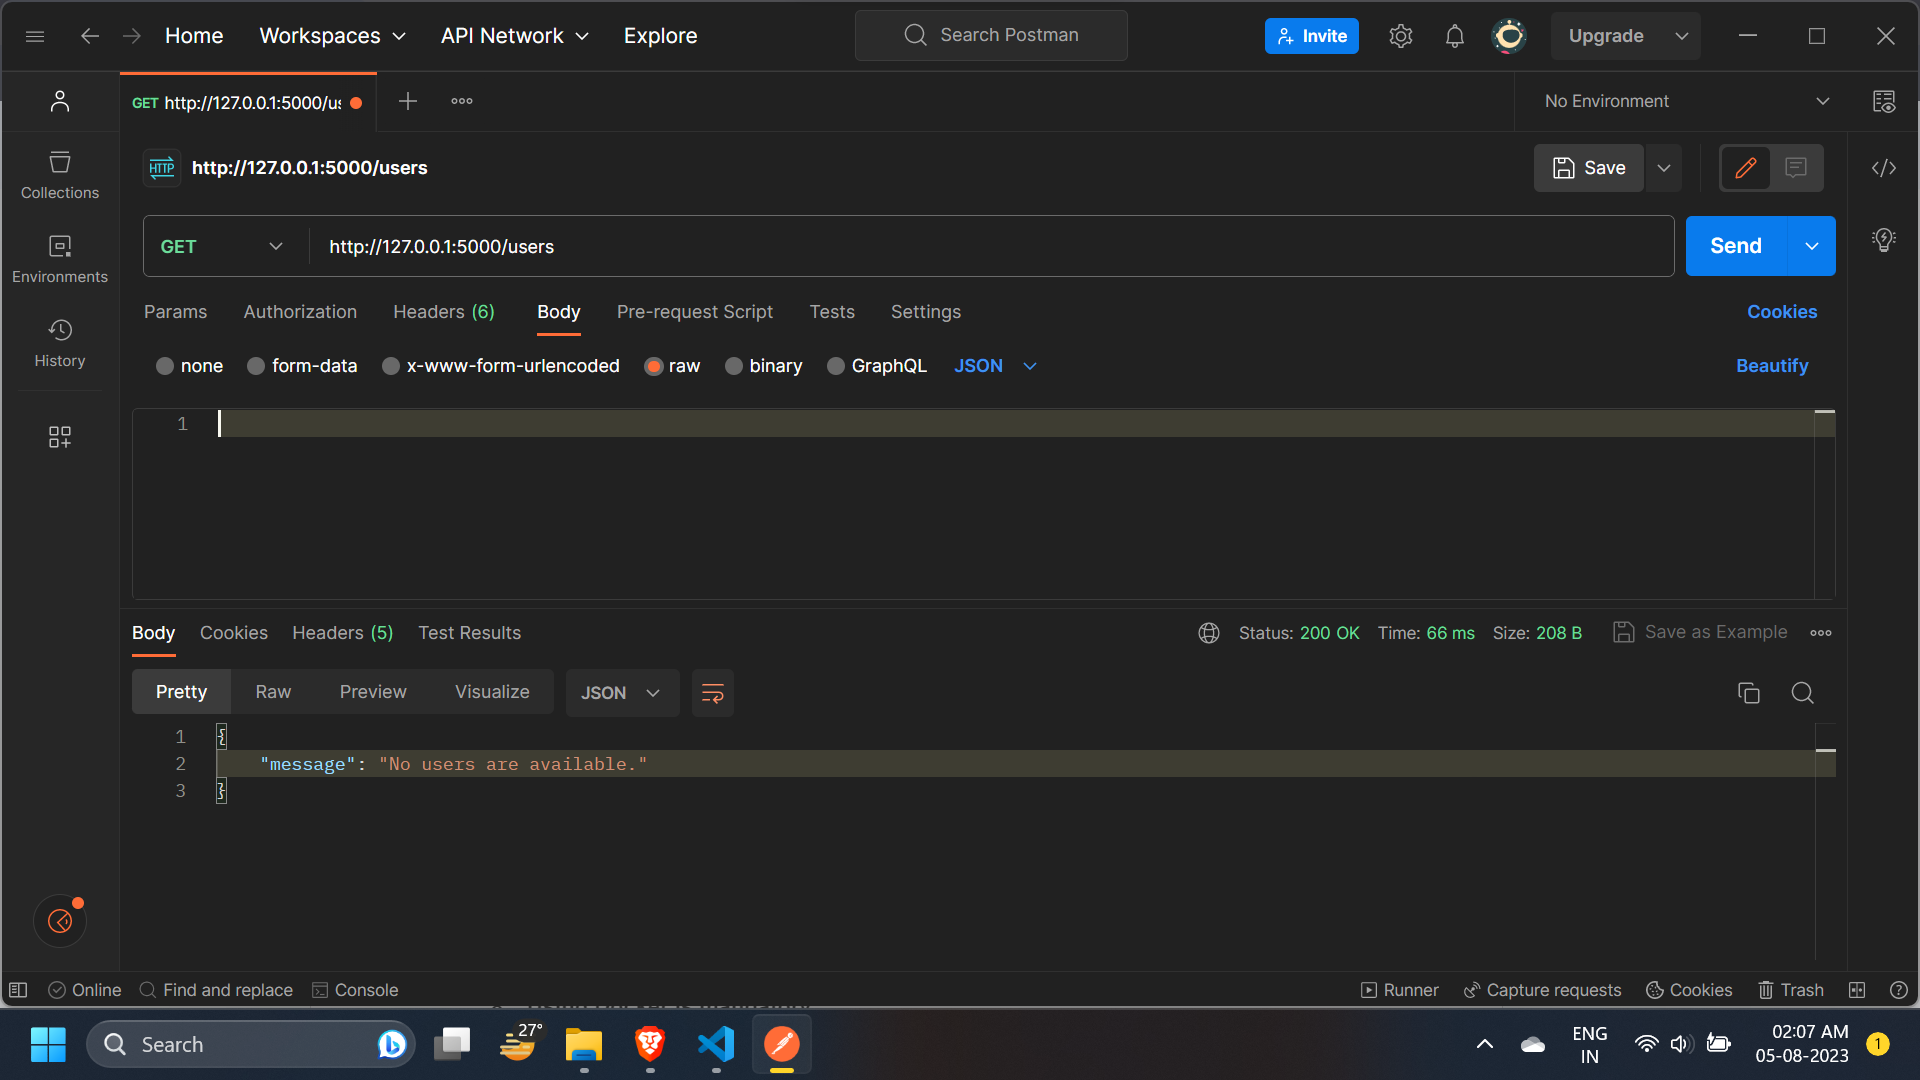 Home Workspaces API Network Explore Search Postman Invite Upgrade
GET http://127.0.0.1:5000/us No Environment
HTTP http://127.0.0.1:5000/users Save
Collections
GET http://127.0.0.1:5000/users Send
Environments
Params Authorization Headers (6) Body Pre-request Script Tests Settings Cookies
History
none form-data x-www-form-urlencoded raw binary GraphQL JSON Beautify
1
Body Cookies Headers (5) Test Results Status: 200 OK Time: 66 ms Size: 208 B Save as Example
Pretty Raw Preview Visualize JSON
1 {
2 "message": "No users are available."
3 }
Online Find and replace Console Runner Capture requests Cookies Trash
Search 27° ENG
IN
02:07 AM
05-08-2023 1